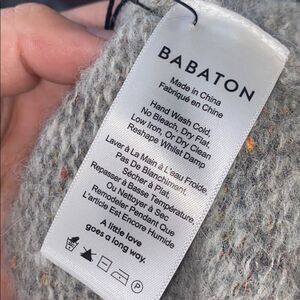 BABATON
Made in China
Fabriqué en Chine
Hand Wash Cold.
No Bleach. Dry Flat.
Low Iron, Or Dry Clean
Reshape Whilst Damp
Laver à La Main à L'eau Froide.
Pas De Blanchiment.
Sécher à Plat.
Repasser à Basse Température,
Ou Nettoyer à Sec
Remodeler Pendant Que
L'article Est Encore Humide
A little love
goes a long way.
P